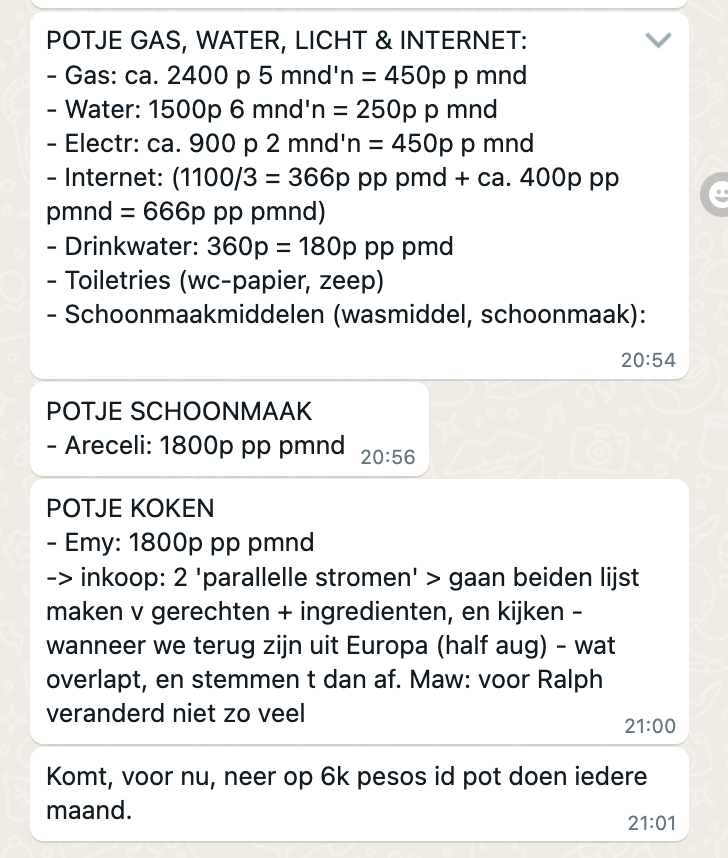 POTJE GAS, WATER, LICHT & INTERNET:
- Gas: ca. 2400 p 5 mnd'n = 450p p mnd
- Water: 1500p 6 mnd'n = 250p p mnd
- Electr: ca. 900 p 2 mnd'n = 450p p mnd
- Internet: (1100/3 = 366p pp pmd + ca. 400p pp
pmnd = 666p pp pmnd)
- Drinkwater: 360p = 180p pp pmd
- Toiletries (wc-papier, zeep)
- Schoonmaakmiddelen (wasmiddel, schoonmaak):
20:54
POTJE SCHOONMAAK
- Areceli: 1800p pp pmnd 20:56
POTJE KOKEN
- Emy: 1800p pp pmnd
-> inkoop: 2 'parallelle stromen' > gaan beiden lijst
maken v gerechten + ingredienten, en kijken -
wanneer we terug zijn uit Europa (half aug) - wat
overlapt, en stemmen t dan af. Maw: voor Ralph
veranderd niet zo veel
21:00
Komt, voor nu, neer op 6k pesos id pot doen iedere
maand.
21:01